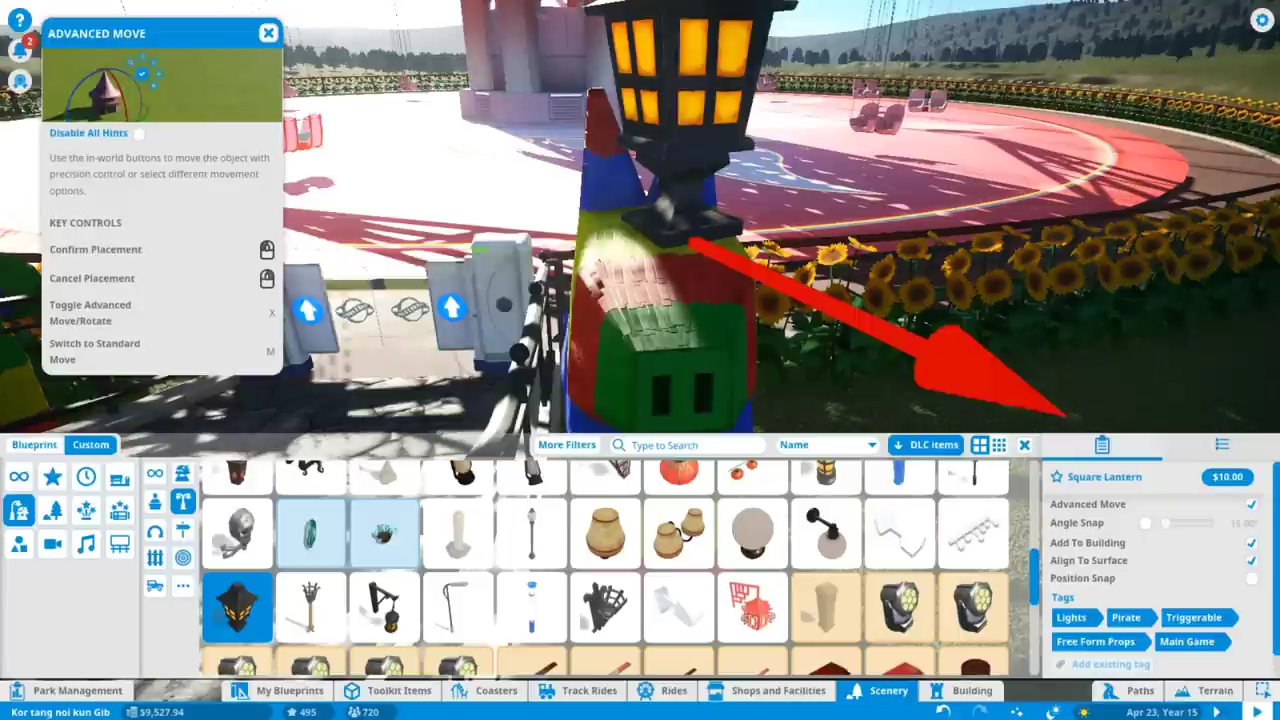 ADVANCED MOVE
2
Disable All Hints
Use the in-world buttons to move the object with
precision control or select different movement
options.
KEY CONTROLS
Confirm Placement
Cancel Placement
Toggle Advanced
Move/Rotate
X
Switch to Standard
Move
M
Blueprint Custom
More Filters
Type to Search
Name
DLC items
Square Lantern
$10.00
Advanced Move
Angle Snap
15.00°
Add To Building
Align To Surface
Position Snap
Tags
Lights Pirate Triggerable
Free Form Props Main Game
Add existing tag
Park Management My Blueprints Toolkit Items Coasters Track Rides Rides Shops and Facilities Scenery Building Paths Terrain
Kor tang noi kun Gib $9,527.94 495 720 Apr 23, Year 15